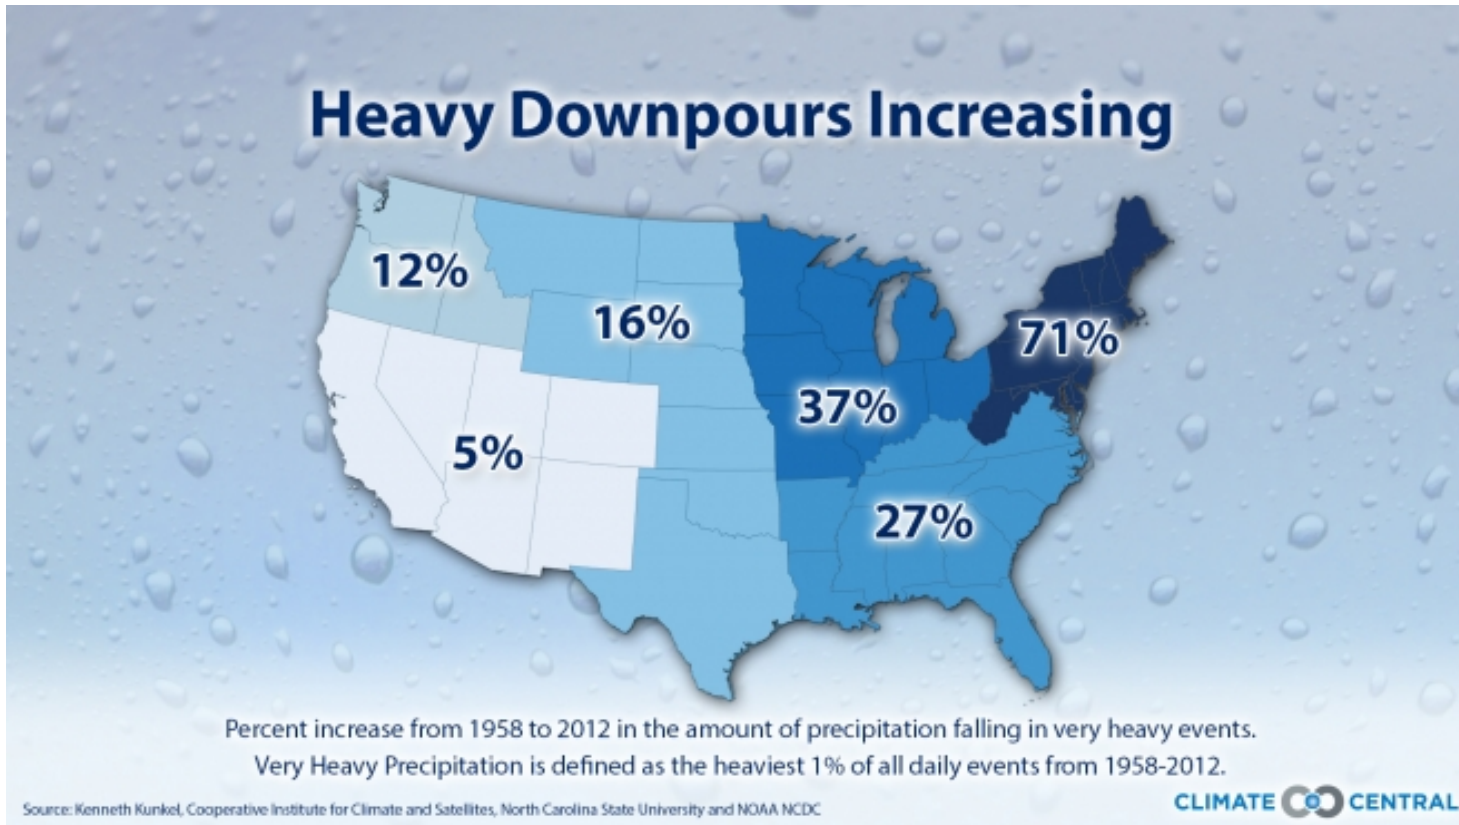 Heavy Downpours Increasing
12%
16%
71%
37%
5%
27%
Percent increase from 1958 to 2012 in the amount of precipitation falling in very heavy events.
Very Heavy Precipitation is defined as the heaviest 1% of all daily events from 1958-2012.
Source: Kenneth Kunkel, Cooperative Institute for Climate and Satellites, North Carolina State University and NOAA NCDC
CLIMATE CENTRAL